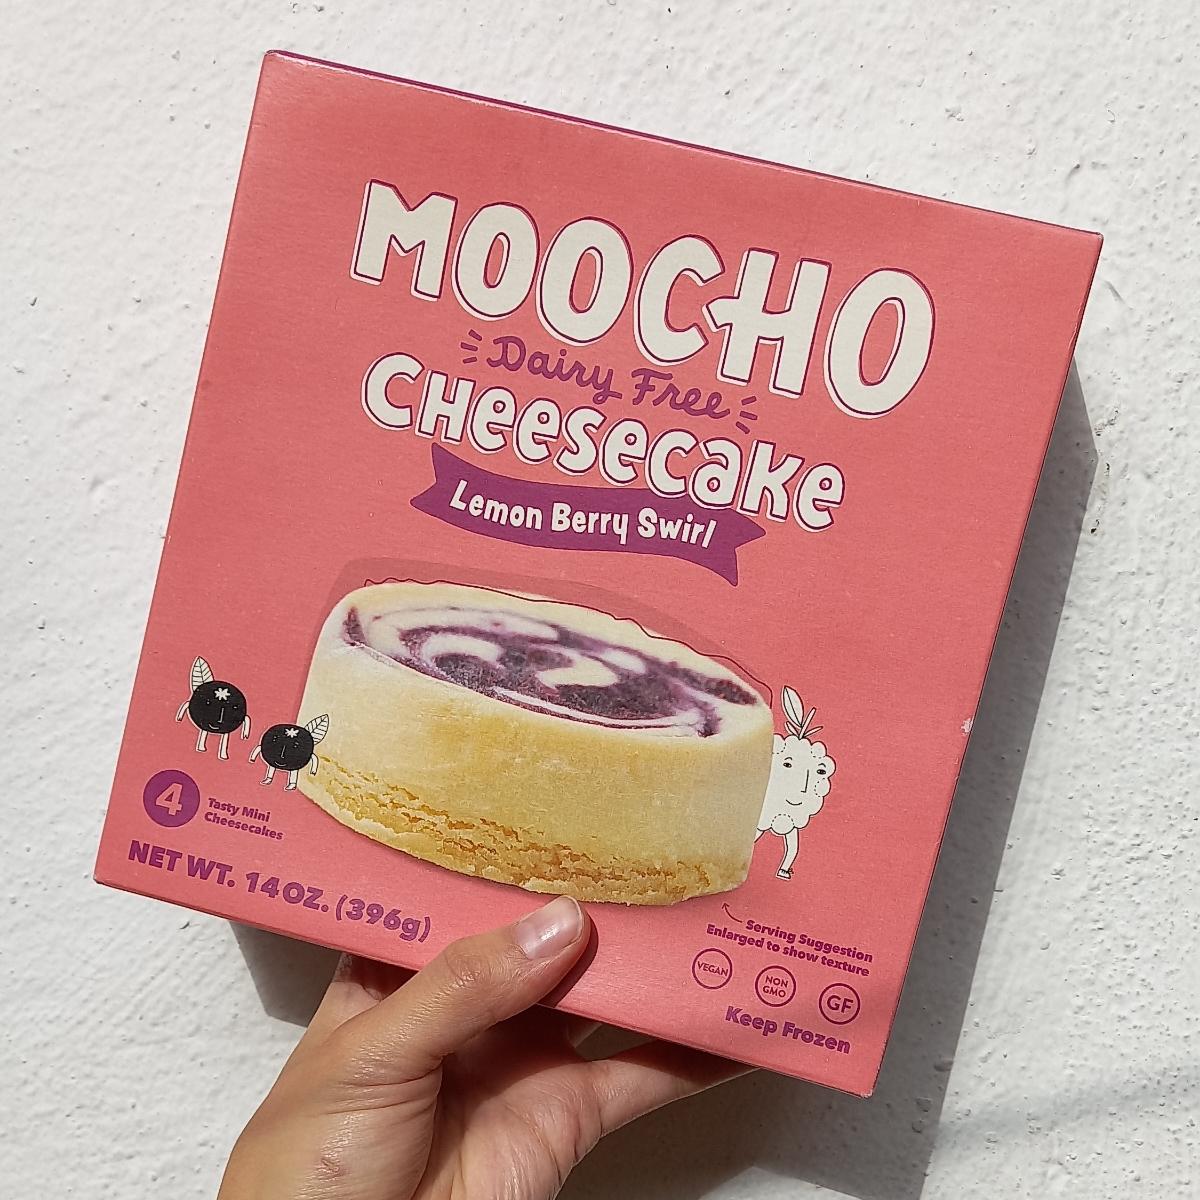 MOOCHO
Dairy Free
Cheesecake
Lemon Berry Swirl
4
Tasty Mini
Cheesecakes
NET WT. 14OZ. (396g)
Serving Suggestion
Enlarged to show texture
VEGAN
NON
GMO
GF
Keep Frozen